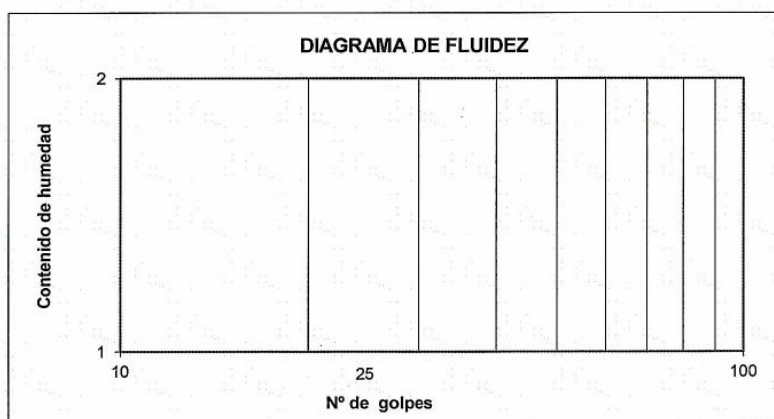 DIAGRAMA DE FLUIDEZ
2
Contenido de humedad
1
10 25 100
Nº de golpes